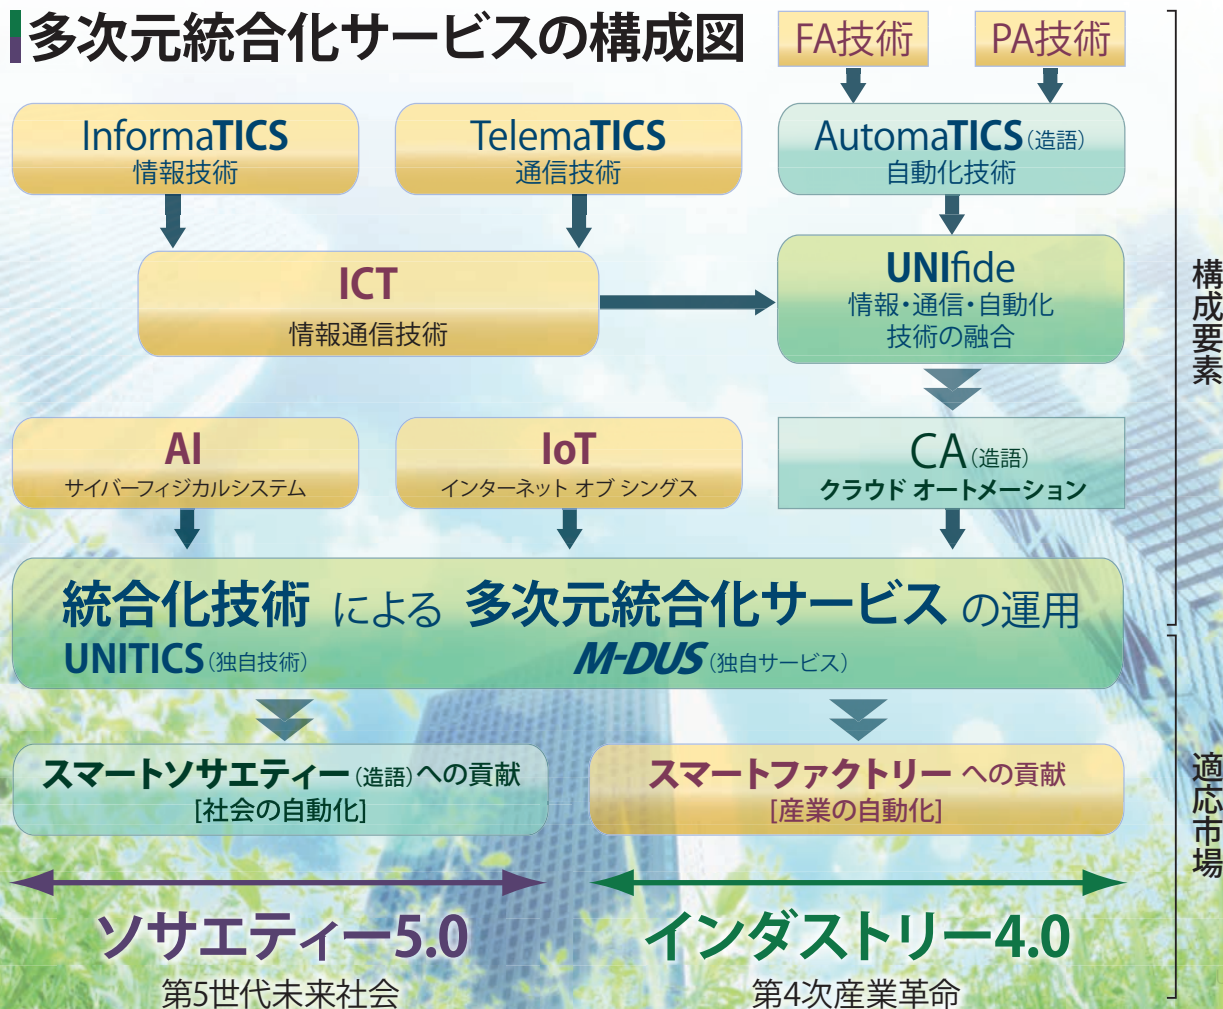 多次元統合化サービスの構成図
FA技術
PA技術
InformaTICS
情報技術
TelemaTICS
通信技術
AutomaTICS（造語）
自動化技術
ICT
情報通信技術
UNIfide
情報・通信・自動化
技術の融合
構成要素
AI
サイバーフィジカルシステム
IoT
インターネット オブ シングス
CA（造語）
クラウド オートメーション
統合化技術 による 多次元統合化サービス の運用
UNITICS（独自技術） M-DUS（独自サービス）
スマートソサエティー（造語）への貢献
[社会の自動化]
スマートファクトリー への貢献
[産業の自動化]
適応市場
ソサエティー5.0
第5世代未来社会
インダストリー4.0
第4次産業革命